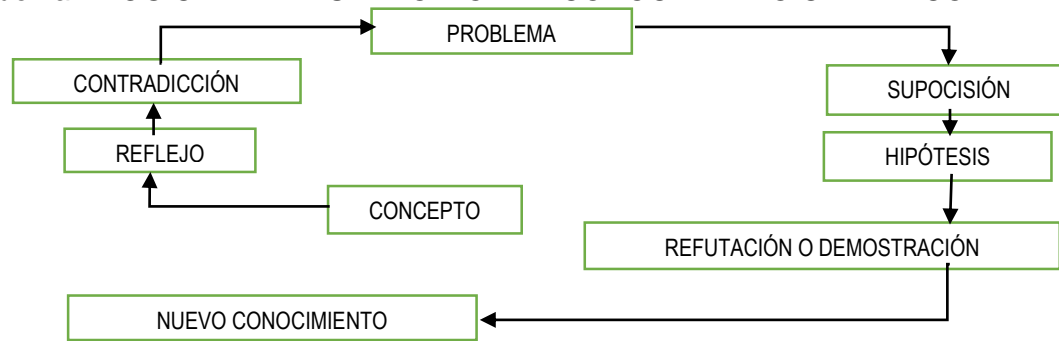 PROBLEMA
CONTRADICCIÓN
SUPOCISIÓN
REFLEJO
HIPÓTESIS
CONCEPTO
REFUTACIÓN O DEMOSTRACIÓN
NUEVO CONOCIMIENTO